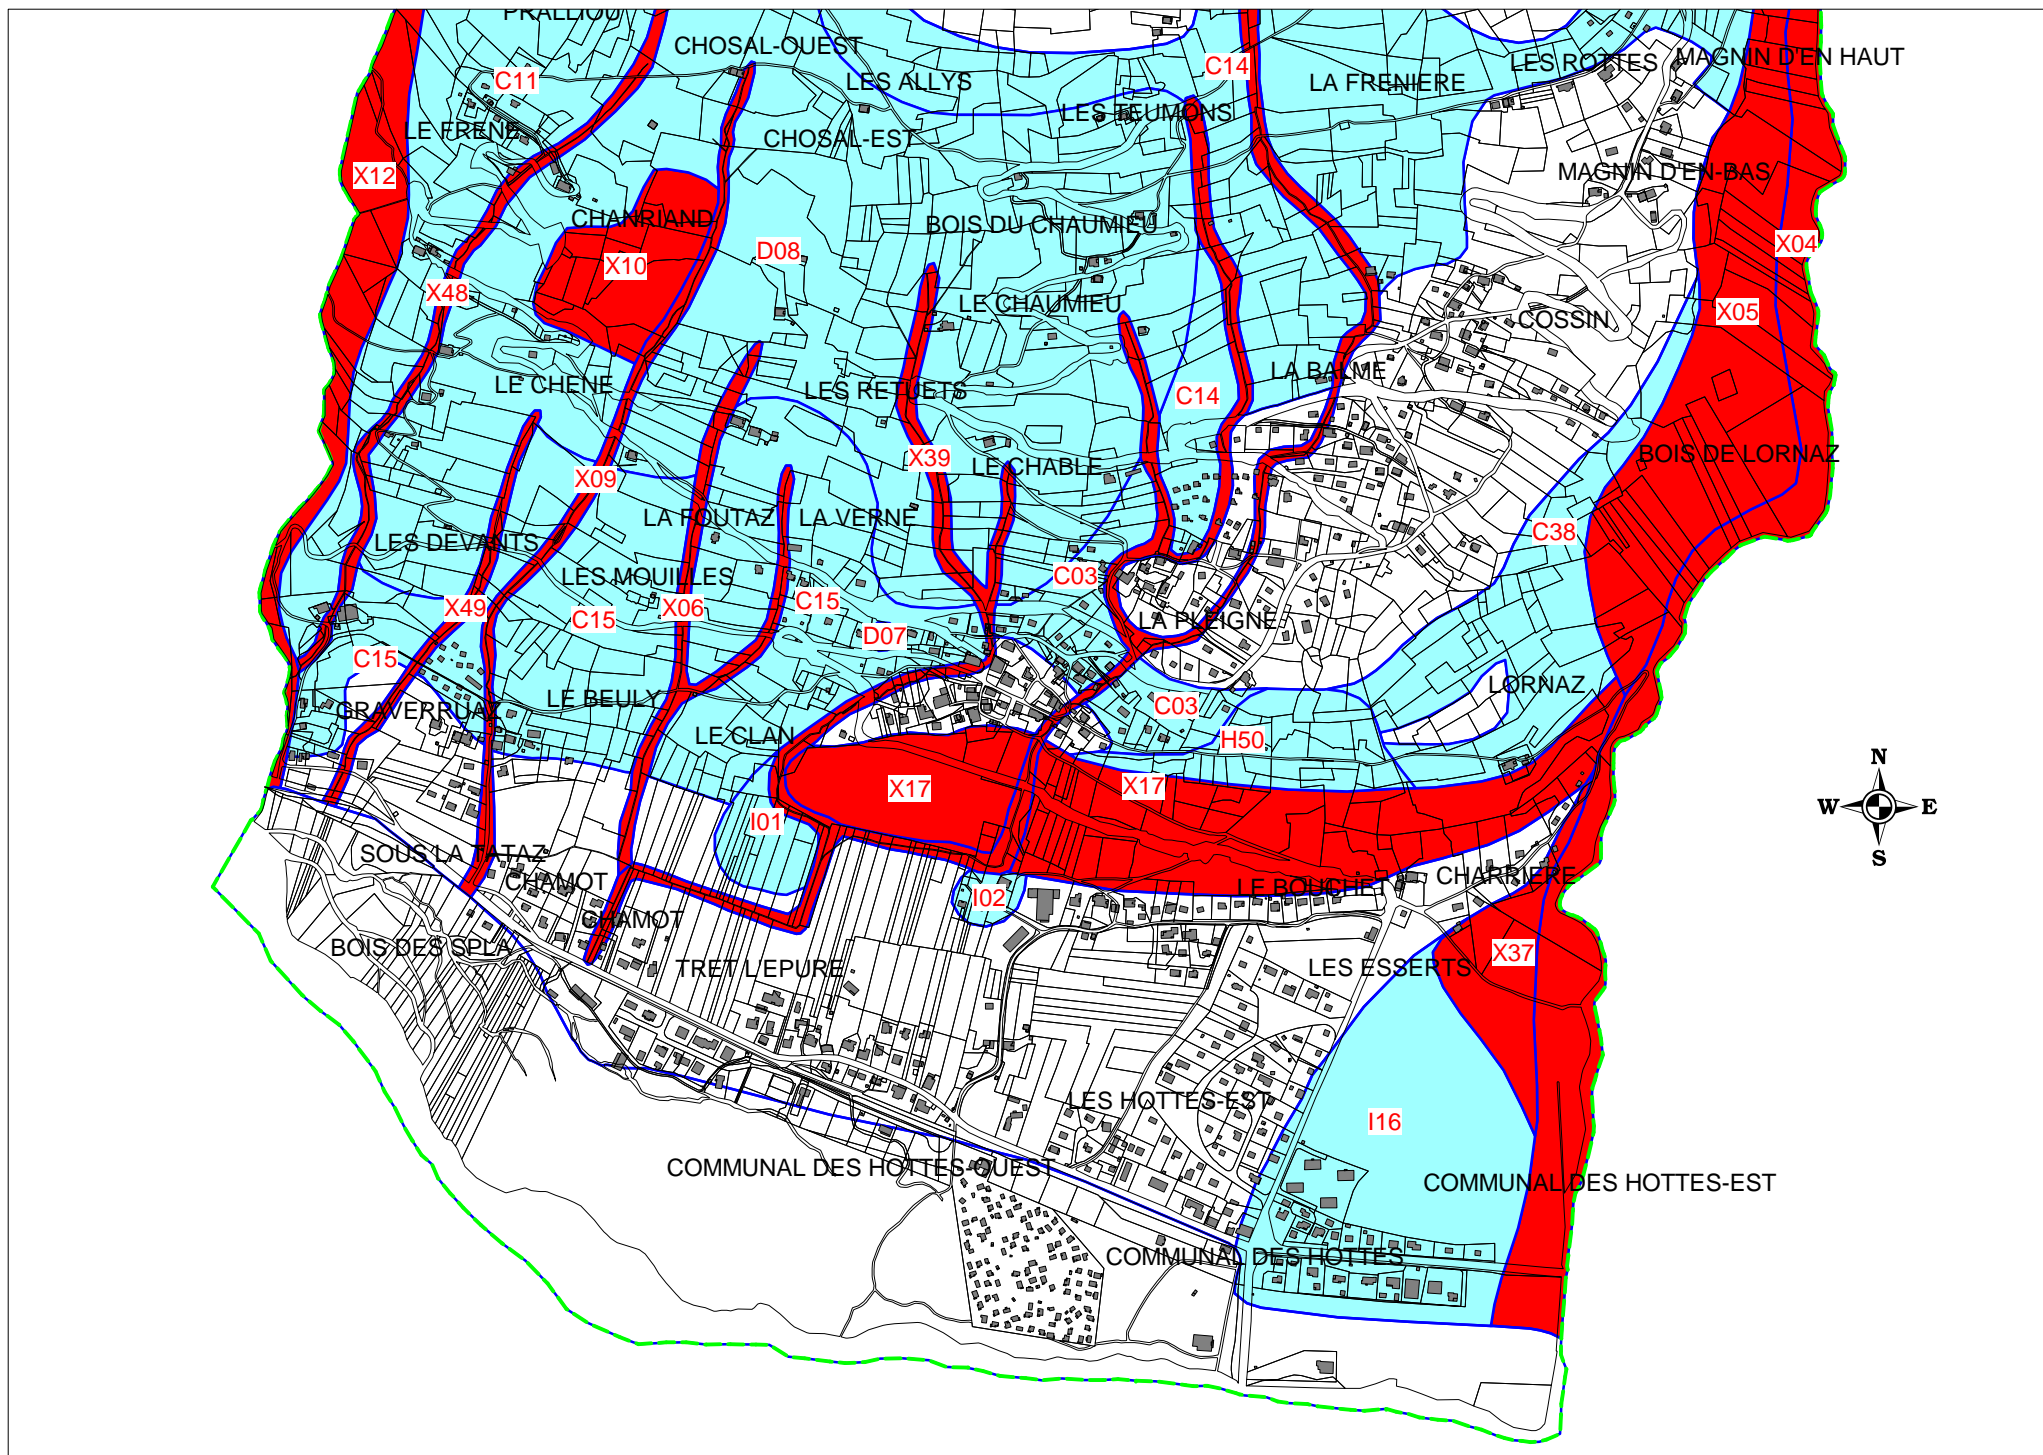 PRALLIOU
CHOSAL-OUEST
C11
LES ALLYS
C14
LA FRENIERE
LES ROTTES
MAGNIN D'EN HAUT
LE FRENE
CHOSAL-EST
LES TEUMONS
X12
MAGNIN D'EN-BAS
CHANRIAND
BOIS DU CHAUMIEU
D08
X10
X04
X48
LE CHAUMIEU
X05
COSSIN
LE CHENE
LES RETUETS
LA BALME
C14
X09
X39
LE CHABLE
BOIS DE LORNAZ
LA FOUTAZ
LA VERNE
C38
LES DEVANTS
LES MOUILLES
C03
X49
C15
X06
C15
D07
LA PLEIGNE
C15
LE BEULY
LORNAZ
GRAVERRUAZ
C03
LE CLAN
H50
N
X17
X17
W
E
I01
S
SOUS LA TATAZ
CHAMOT
LE BOUCHET
CHARRIERE
I02
CHAMOT
BOIS DES SPLA
TRET L'EPURE
LES ESSERTS
X37
LES HOTTES-EST
I16
COMMUNAL DES HOTTES-OUEST
COMMUNAL DES HOTTES-EST
COMMUNAL DES HOTTES